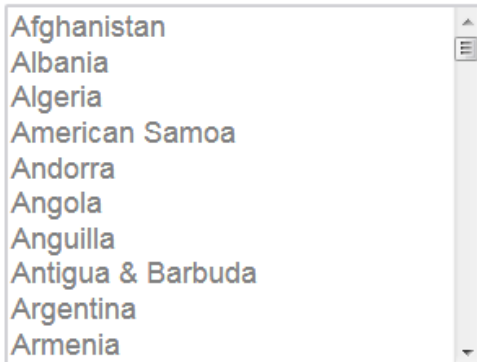 Afghanistan
Albania
Algeria
American Samoa
Andorra
Angola
Anguilla
Antigua & Barbuda
Argentina
Armenia